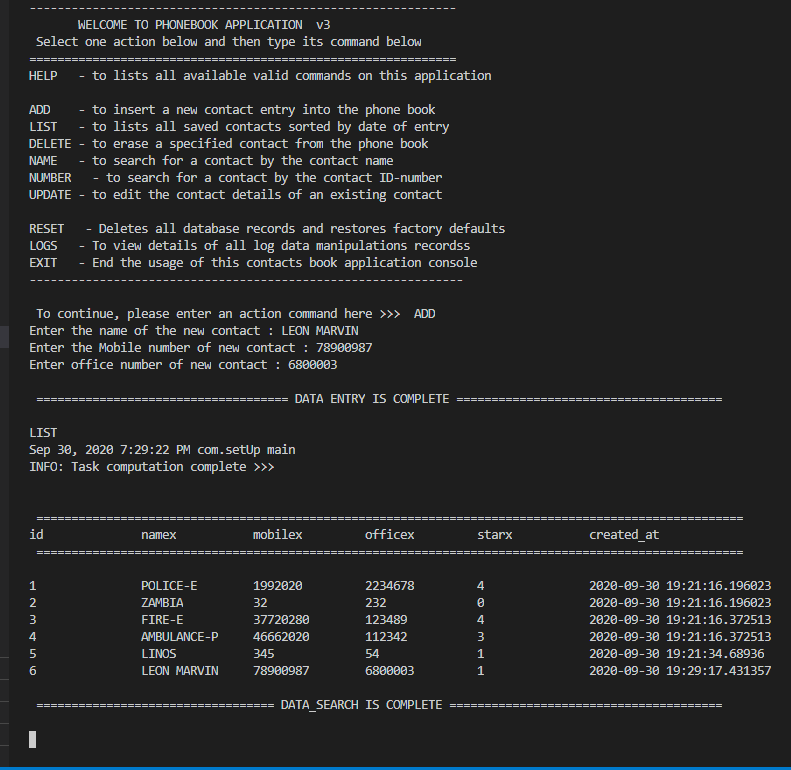 -------------------------------------------------------------
WELCOME TO PHONEBOOK APPLICATION  v3
Select one action below and then type its command below
=============================================================
HELP   - to lists all available valid commands on this application
ADD    - to insert a new contact entry into the phone book
LIST   - to lists all saved contacts sorted by date of entry
DELETE - to erase a specified contact from the phone book
NAME   - to search for a contact by the contact name
NUMBER   - to search for a contact by the contact ID-number
UPDATE - to edit the contact details of an existing contact
RESET   - Deletes all database records and restores factory defaults
LOGS   - To view details of all log data manipulations recordss
EXIT   - End the usage of this contacts book application console
--------------------------------------------------------------
To continue, please enter an action command here >>>  ADD
Enter the name of the new contact : LEON MARVIN
Enter the Mobile number of new contact : 78900987
Enter office number of new contact : 6800003
==================================== DATA ENTRY IS COMPLETE ======================================
LIST
Sep 30, 2020 7:29:22 PM com.setUp main
INFO: Task computation complete >>>
=====================================================================================================
id              namex           mobilex         officex         starx           created_at
=====================================================================================================
1               POLICE-E        1992020         2234678         4               2020-09-30 19:21:16.196023
2               ZAMBIA          32              232             0               2020-09-30 19:21:16.196023
3               FIRE-E          37720280        123489          4               2020-09-30 19:21:16.372513
4               AMBULANCE-P     46662020        112342          3               2020-09-30 19:21:16.372513
5               LINOS           345             54              1               2020-09-30 19:21:34.68936
6               LEON MARVIN     78900987        6800003         1               2020-09-30 19:29:17.431357
================================== DATA_SEARCH IS COMPLETE =======================================